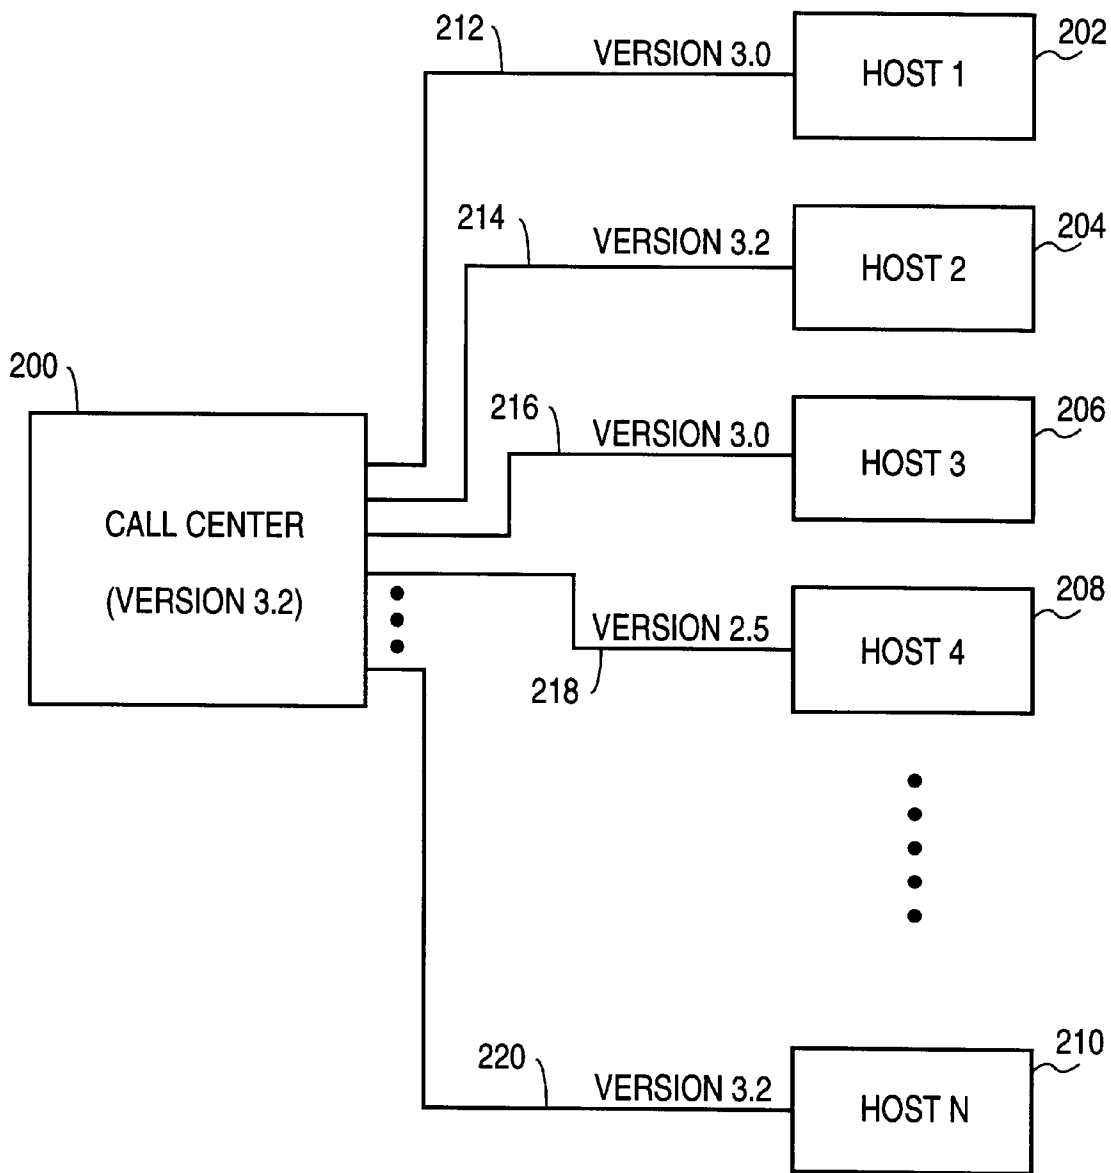 212
VERSION 3.0
202
HOST 1
214
VERSION 3.2
204
HOST 2
200
216
VERSION 3.0
206
HOST 3
CALL CENTER
(VERSION 3.2)
208
VERSION 2.5
HOST 4
218
220
VERSION 3.2
210
HOST N